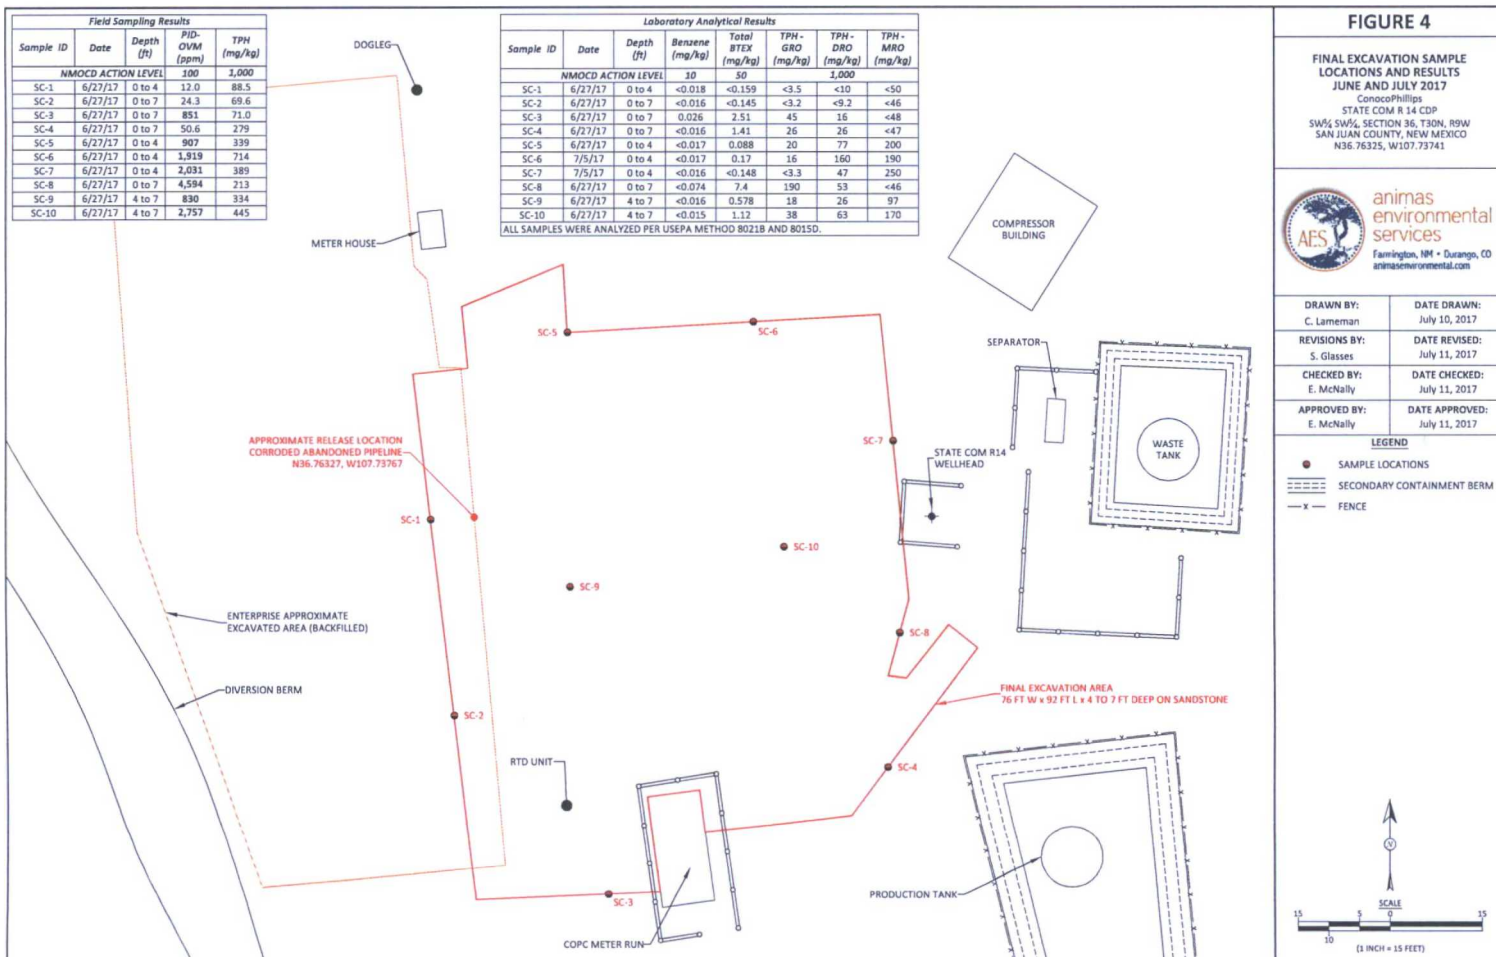 Field Sampling Results
Sample ID Date Depth (ft) PID-OVM (ppm) TPH (mg/kg)
NMOCD ACTION LEVEL 100 1,000
SC-1 6/27/17 0 to 4 12.0 88.5
SC-2 6/27/17 0 to 7 24.3 69.6
SC-3 6/27/17 0 to 7 851 71.0
SC-4 6/27/17 0 to 7 50.6 279
SC-5 6/27/17 0 to 4 907 339
SC-6 6/27/17 0 to 4 1,919 714
SC-7 6/27/17 0 to 4 2,031 389
SC-8 6/27/17 0 to 7 4,594 213
SC-9 6/27/17 4 to 7 830 334
SC-10 6/27/17 4 to 7 2,757 445
Laboratory Analytical Results
Sample ID Date Depth (ft) Benzene (mg/kg) Total BTEX (mg/kg) TPH - GRO (mg/kg) TPH - DRO (mg/kg) TPH - MRO (mg/kg)
NMOCD ACTION LEVEL 10 50 1,000
SC-1 6/27/17 0 to 4 <0.018 <0.159 <3.5 <10 <50
SC-2 6/27/17 0 to 7 <0.016 <0.145 <3.2 <9.2 <46
SC-3 6/27/17 0 to 7 0.026 2.51 45 16 <48
SC-4 6/27/17 0 to 7 <0.016 1.41 26 26 <47
SC-5 6/27/17 0 to 4 <0.017 0.088 20 77 200
SC-6 7/5/17 0 to 4 <0.017 0.17 16 160 190
SC-7 7/5/17 0 to 4 <0.016 <0.148 <3.3 47 250
SC-8 6/27/17 0 to 7 <0.074 7.4 190 53 <46
SC-9 6/27/17 4 to 7 <0.016 0.578 18 26 97
SC-10 6/27/17 4 to 7 <0.015 1.12 38 63 170
ALL SAMPLES WERE ANALYZED PER USEPA METHOD 8021B AND 8015D.
DOGLEG
METER HOUSE
COMPRESSOR
BUILDING
SC-5
SC-6
SEPARATOR
WASTE
TANK
APPROXIMATE RELEASE LOCATION
CORRODED ABANDONED PIPELINE
N36.76327, W107.73767
SC-7
STATE COM R14
WELLHEAD
SC-1
SC-10
SC-9
ENTERPRISE APPROXIMATE
EXCAVATED AREA (BACKFILLED)
SC-8
DIVERSION BERM
SC-2
FINAL EXCAVATION AREA
76 FT W x 92 FT L x 4 TO 7 FT DEEP ON SANDSTONE
RTD UNIT
SC-4
SC-3
COPC METER RUN
PRODUCTION TANK
FIGURE 4
FINAL EXCAVATION SAMPLE
LOCATIONS AND RESULTS
JUNE AND JULY 2017
ConocoPhillips
STATE COM R 14 CDP
SW¼ SW¼, SECTION 36, T30N, R9W
SAN JUAN COUNTY, NEW MEXICO
N36.76325, W107.73741
AES
animas
environmental
services
Farmington, NM • Durango, CO
animasenvironmental.com
DRAWN BY: DATE DRAWN:
C. Lameman July 10, 2017
REVISIONS BY: DATE REVISED:
S. Glasses July 11, 2017
CHECKED BY: DATE CHECKED:
E. McNally July 11, 2017
APPROVED BY: DATE APPROVED:
E. McNally July 11, 2017
LEGEND
SAMPLE LOCATIONS
SECONDARY CONTAINMENT BERM
x FENCE
N
SCALE
15 5 0 15
10
(1 INCH = 15 FEET)